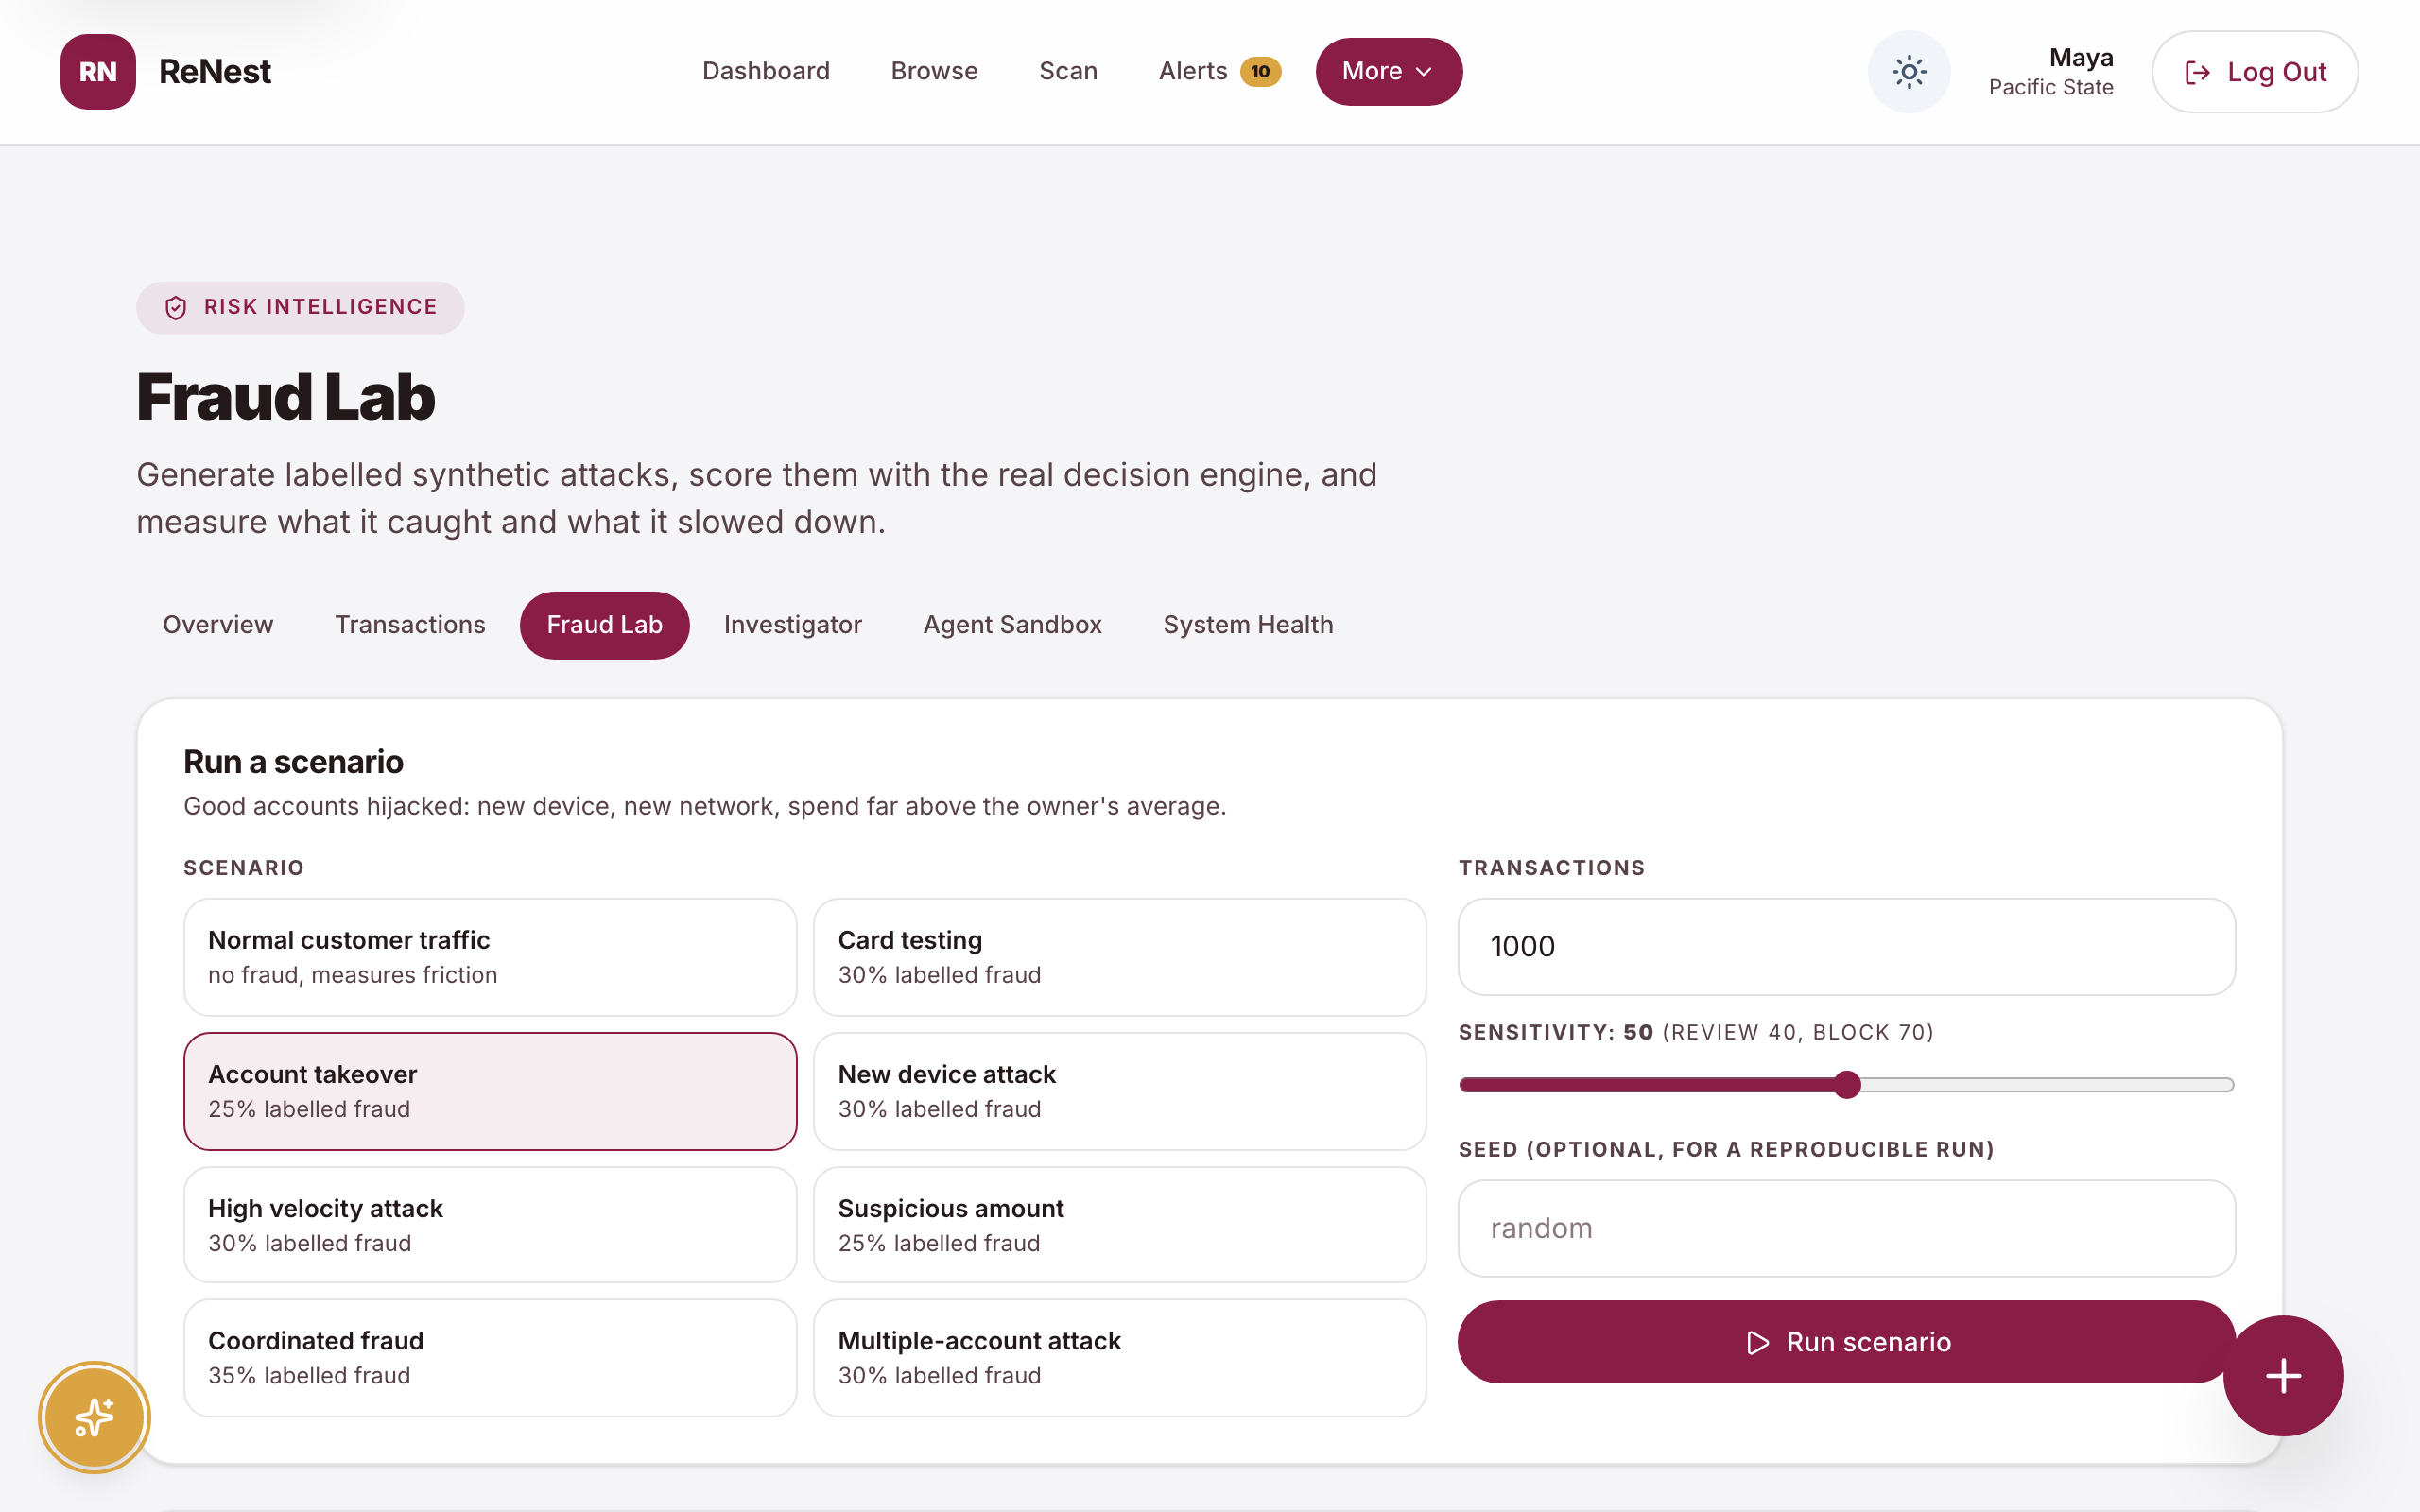 RN
ReNest
Dashboard
Browse
Scan
Alerts 10
More
Maya
Pacific State
Log Out
RISK INTELLIGENCE
Fraud Lab
Generate labelled synthetic attacks, score them with the real decision engine, and
measure what it caught and what it slowed down.
Overview
Transactions
Fraud Lab
Investigator
Agent Sandbox
System Health
Run a scenario
Good accounts hijacked: new device, new network, spend far above the owner's average.
SCENARIO
Normal customer traffic
no fraud, measures friction
Card testing
30% labelled fraud
Account takeover
25% labelled fraud
New device attack
30% labelled fraud
High velocity attack
30% labelled fraud
Suspicious amount
25% labelled fraud
Coordinated fraud
35% labelled fraud
Multiple-account attack
30% labelled fraud
TRANSACTIONS
1000
SENSITIVITY: 50 (REVIEW 40, BLOCK 70)
SEED (OPTIONAL, FOR A REPRODUCIBLE RUN)
random
Run scenario